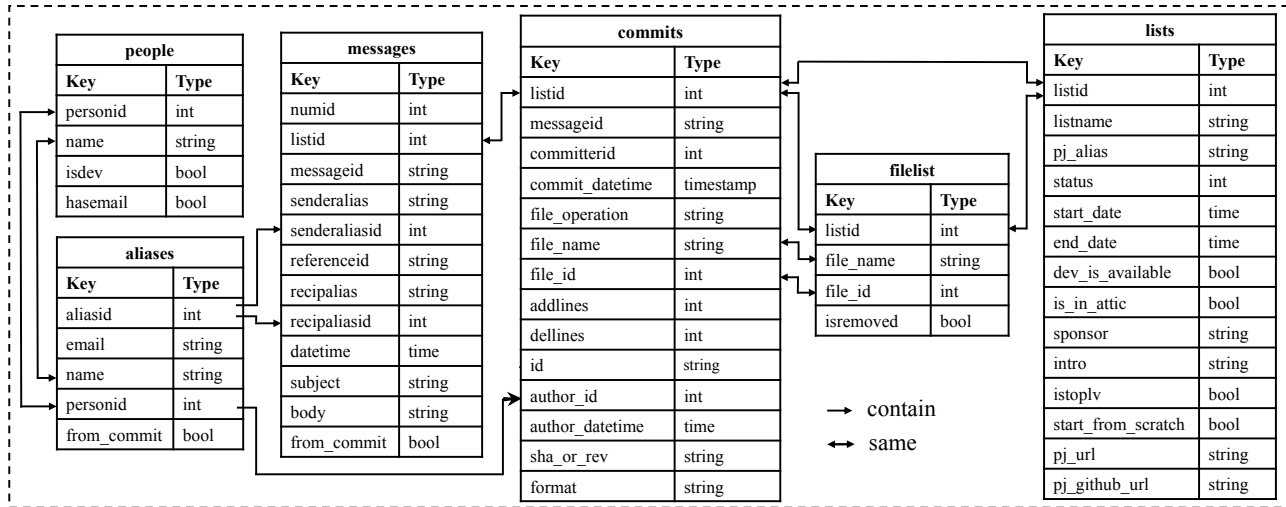 people
Key Type
personid int
name string
isdev bool
hasemail bool
aliases
Key Type
aliasid int
email string
name string
personid int
from_commit bool
messages
Key Type
numid int
listid int
messageid string
senderalias string
senderaliasid int
referenceid string
recipalias string
recipaliasid int
datetime time
subject string
body string
from_commit bool
commits
Key Type
listid int
messageid string
committerid int
commit_datetime timestamp
file_operation string
file_name string
file_id int
addlines int
dellines int
id string
author_id int
author_datetime time
sha_or_rev string
format string
filelist
Key Type
listid int
file_name string
file_id int
isremoved bool
contain
same
lists
Key Type
listid int
listname string
pj_alias string
status int
start_date time
end_date time
dev_is_available bool
is_in_attic bool
sponsor string
intro string
istoplv bool
start_from_scratch bool
pj_url string
pj_github_url string